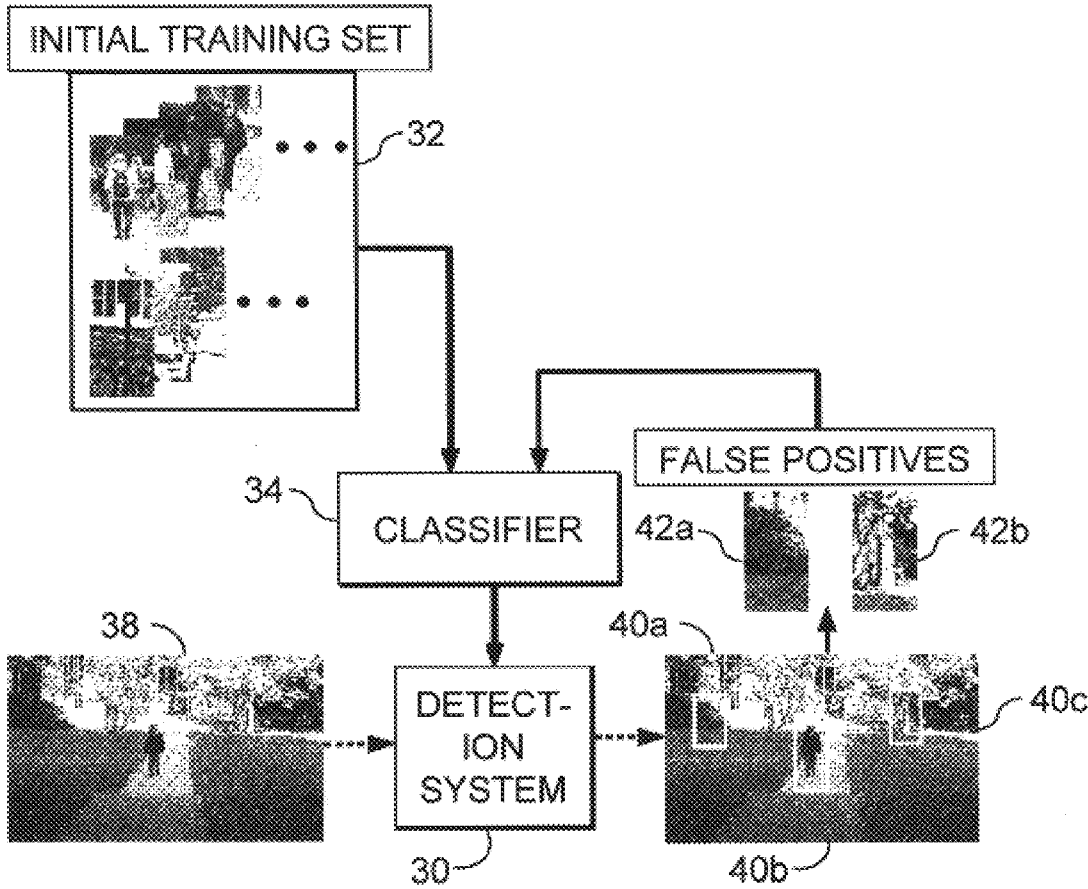 INITIAL TRAINING SET
32
34
CLASSIFIER
FALSE POSITIVES
42a
42b
38
40a
40c
DETECT-
ION
SYSTEM
30
40b